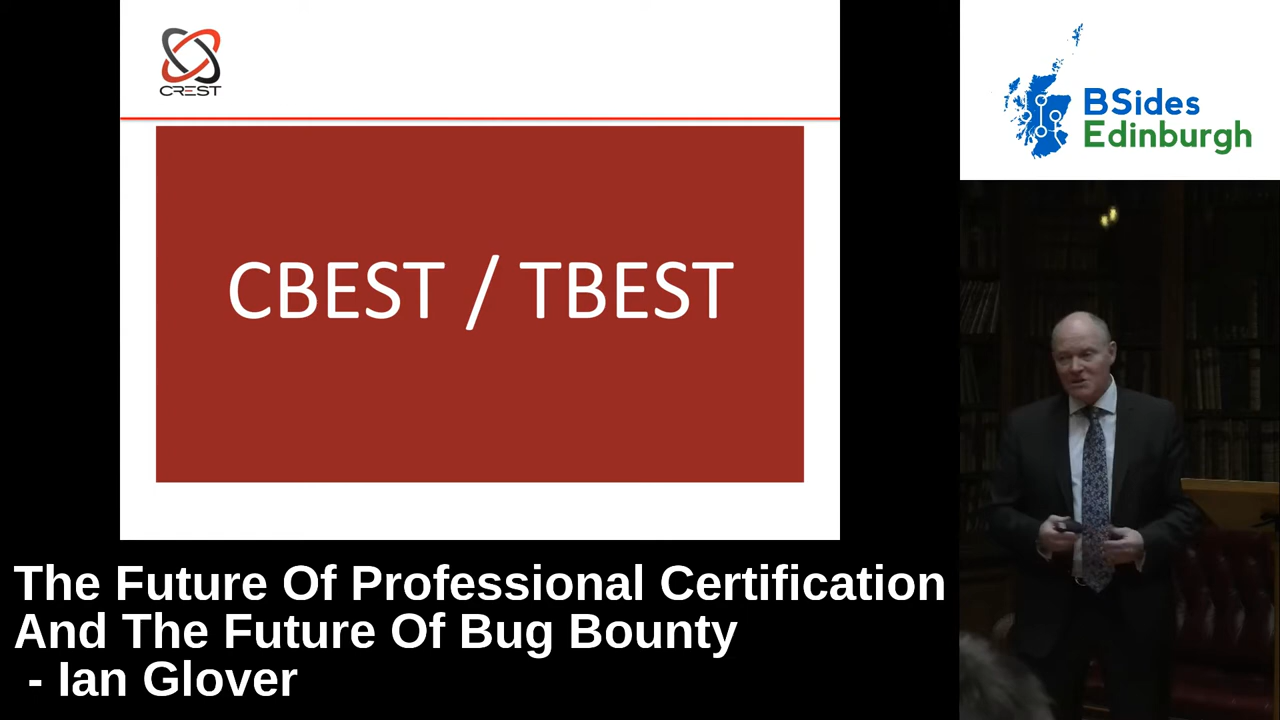 CREST
CBEST / TBEST
BSides
Edinburgh
The Future Of Professional Certification
And The Future Of Bug Bounty
- Ian Glover